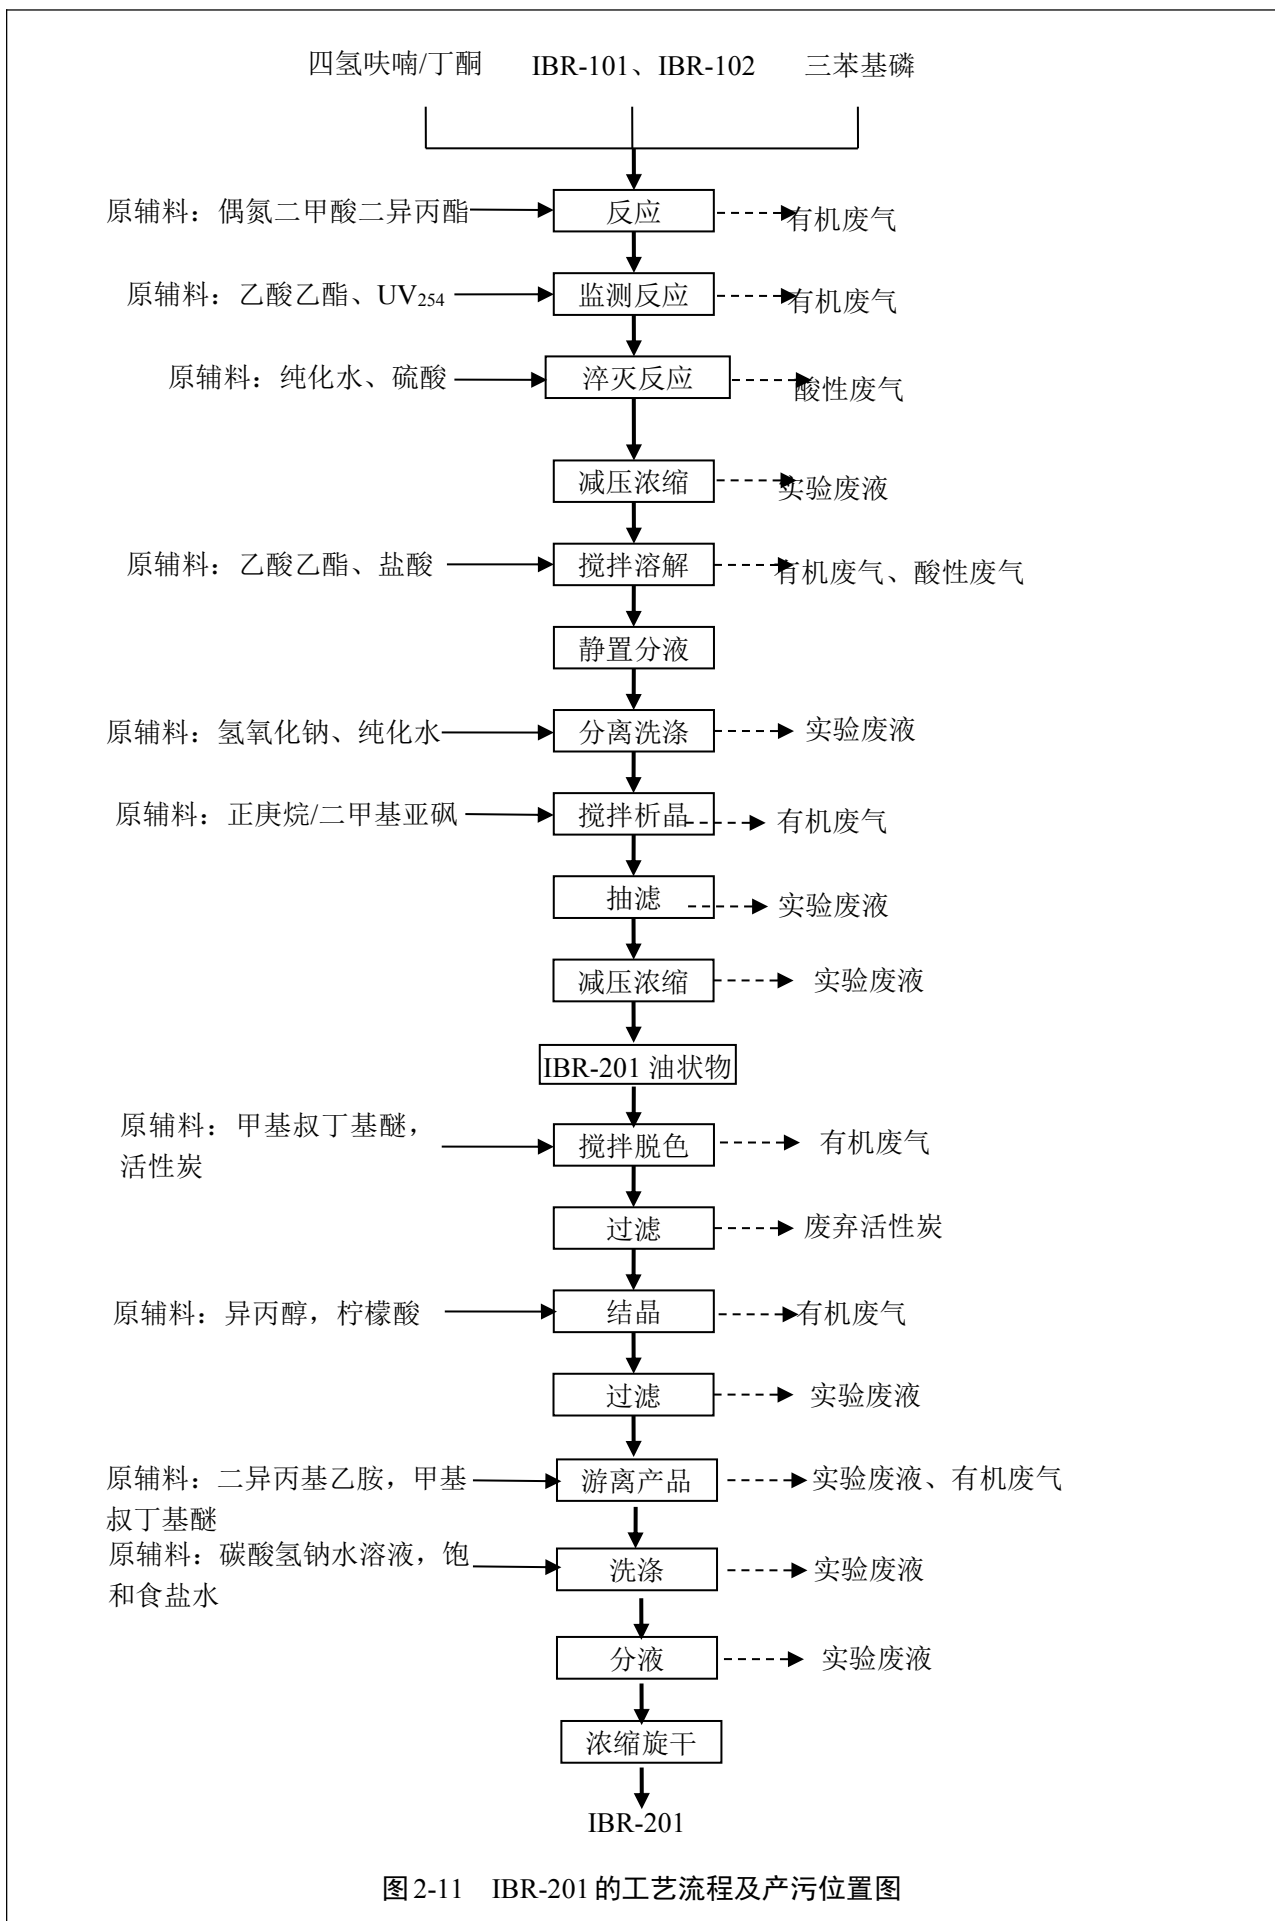 四氢呋喃/丁酮 IBR-101、IBR-102 三苯基磷
原辅料：偶氮二甲酸二异丙酯 反应 有机废气
原辅料：乙酸乙酯、UV254 监测反应 有机废气
原辅料：纯化水、硫酸 淬灭反应 酸性废气
减压浓缩 实验废液
原辅料：乙酸乙酯、盐酸 搅拌溶解 有机废气、酸性废气
静置分液
原辅料：氢氧化钠、纯化水 分离洗涤 实验废液
原辅料：正庚烷/二甲基亚砜 搅拌析晶 有机废气
抽滤 实验废液
减压浓缩 实验废液
IBR-201 油状物
原辅料：甲基叔丁基醚，
活性炭 搅拌脱色 有机废气
过滤 废弃活性炭
原辅料：异丙醇，柠檬酸 结晶 有机废气
过滤 实验废液
原辅料：二异丙基乙胺，甲基 游离产品 实验废液、有机废气
叔丁基醚
原辅料：碳酸氢钠水溶液，饱 洗涤 实验废液
和食盐水
分液 实验废液
浓缩旋干
IBR-201
图 2-11 IBR-201 的工艺流程及产污位置图